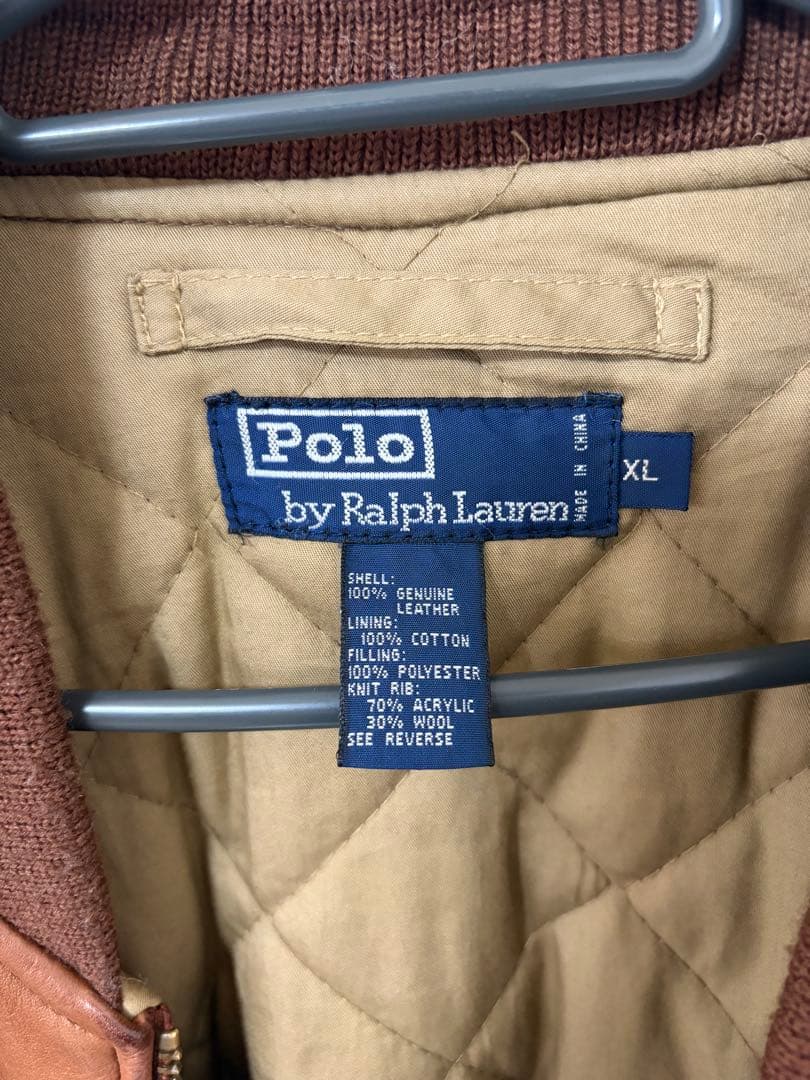 Polo
by Ralph Lauren
MADE IN CHINA
XL
SHELL:
100% GENUINE
LEATHER
LINING:
100% COTTON
FILLING:
100% POLYESTER
KNIT RIB:
70% ACRYLIC
30% WOOL
SEE REVERSE